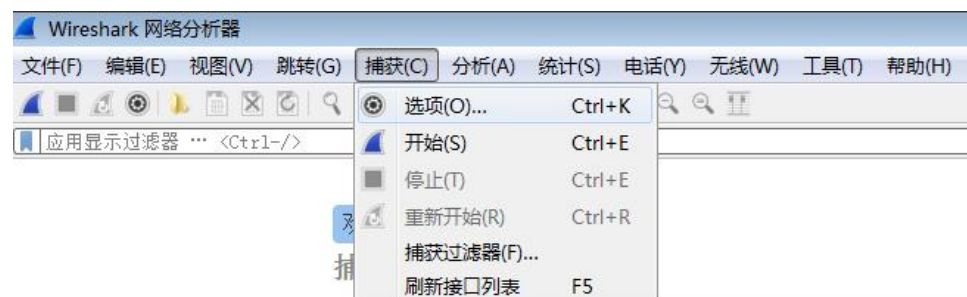 Wireshark 网络分析器
文件(F) 编辑(E) 视图(V) 跳转(G) 捕获(C) 分析(A) 统计(S) 电话(Y) 无线(W) 工具(T) 帮助(H)
选项(O)... Ctrl+K
应用显示过滤器 … <Ctrl-/>
开始(S) Ctrl+E
停止(T) Ctrl+E
重新开始(R) Ctrl+R
捕获过滤器(F)...
捕
刷新接口列表 F5